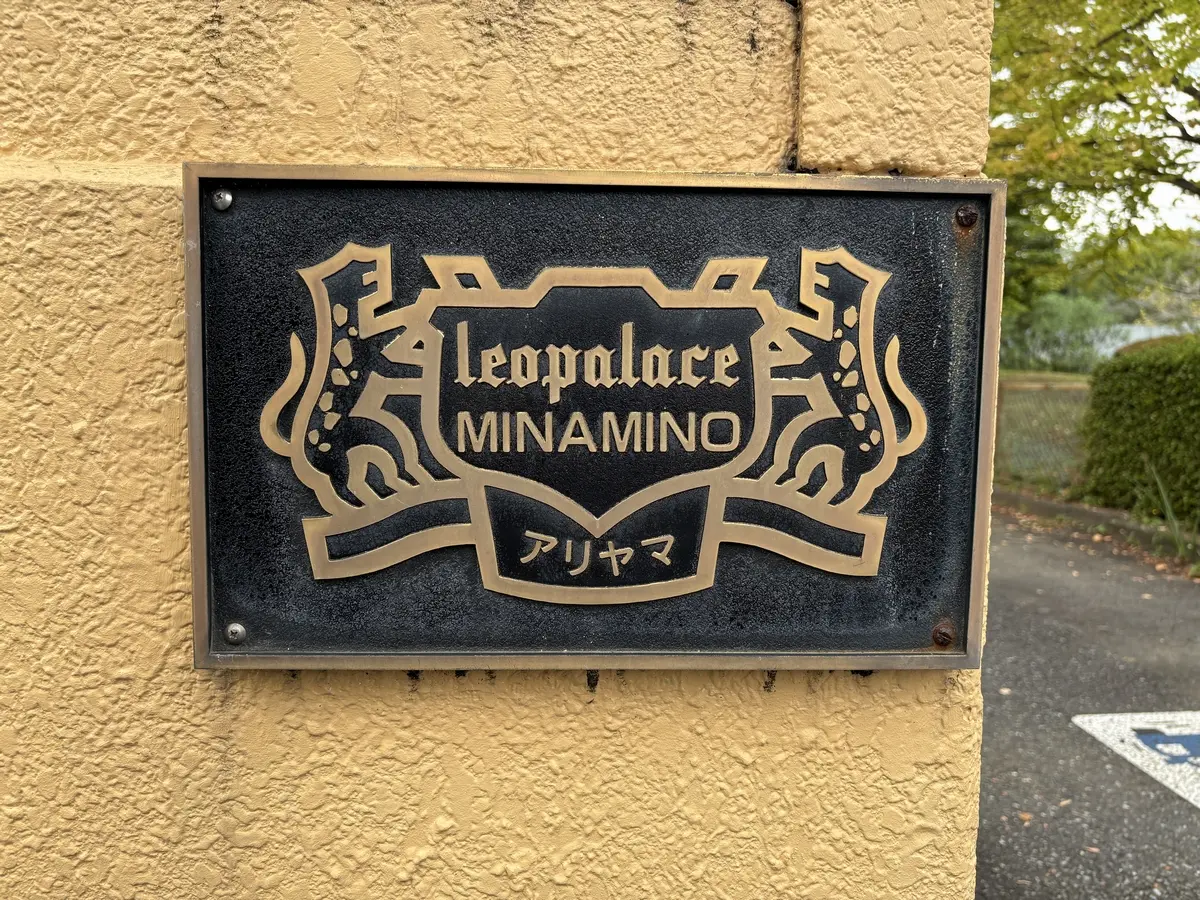 leopalace
MINAMINO
アリヤマ